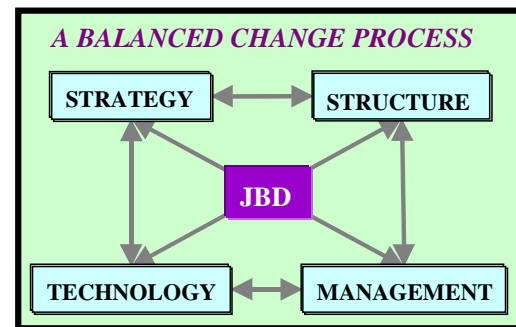 A BALANCED CHANGE PROCESS
STRATEGY
STRUCTURE
JBD
TECHNOLOGY
MANAGEMENT